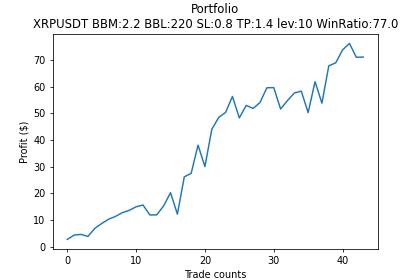 Portfolio
XRPUSDT BBM:2.2 BBL:220 SL:0.8 TP:1.4 lev:10 WinRatio:77.0
Profit ($)
70
60
50
40
30
20
10
0
0 10 20 30 40
Trade counts